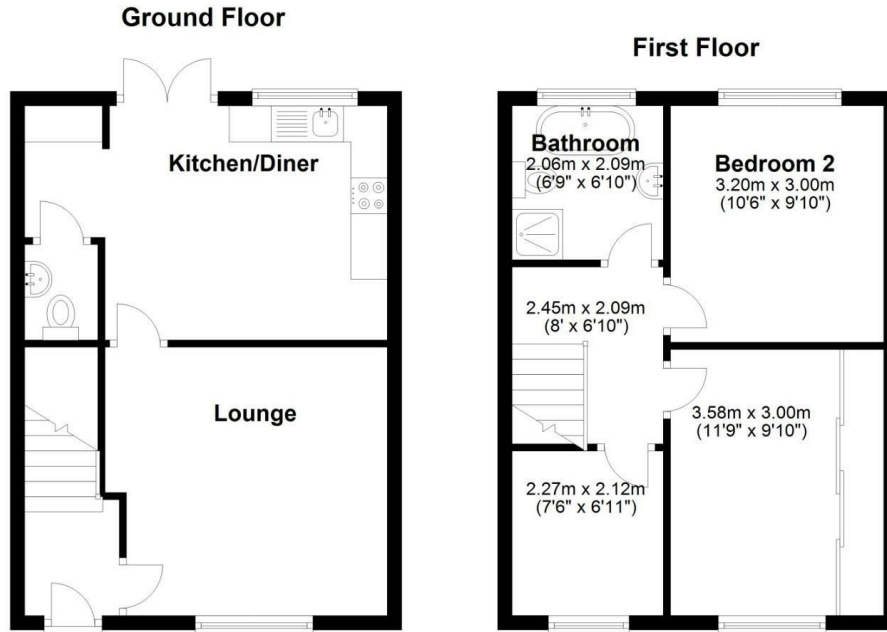 Ground Floor
First Floor
Kitchen/Diner
Lounge
Bathroom
2.06m x 2.09m
(6'9" x 6'10")
Bedroom 2
3.20m x 3.00m
(10'6" x 9'10")
2.45m x 2.09m
(8' x 6'10")
3.58m x 3.00m
(11'9" x 9'10")
2.27m x 2.12m
(7'6" x 6'11")